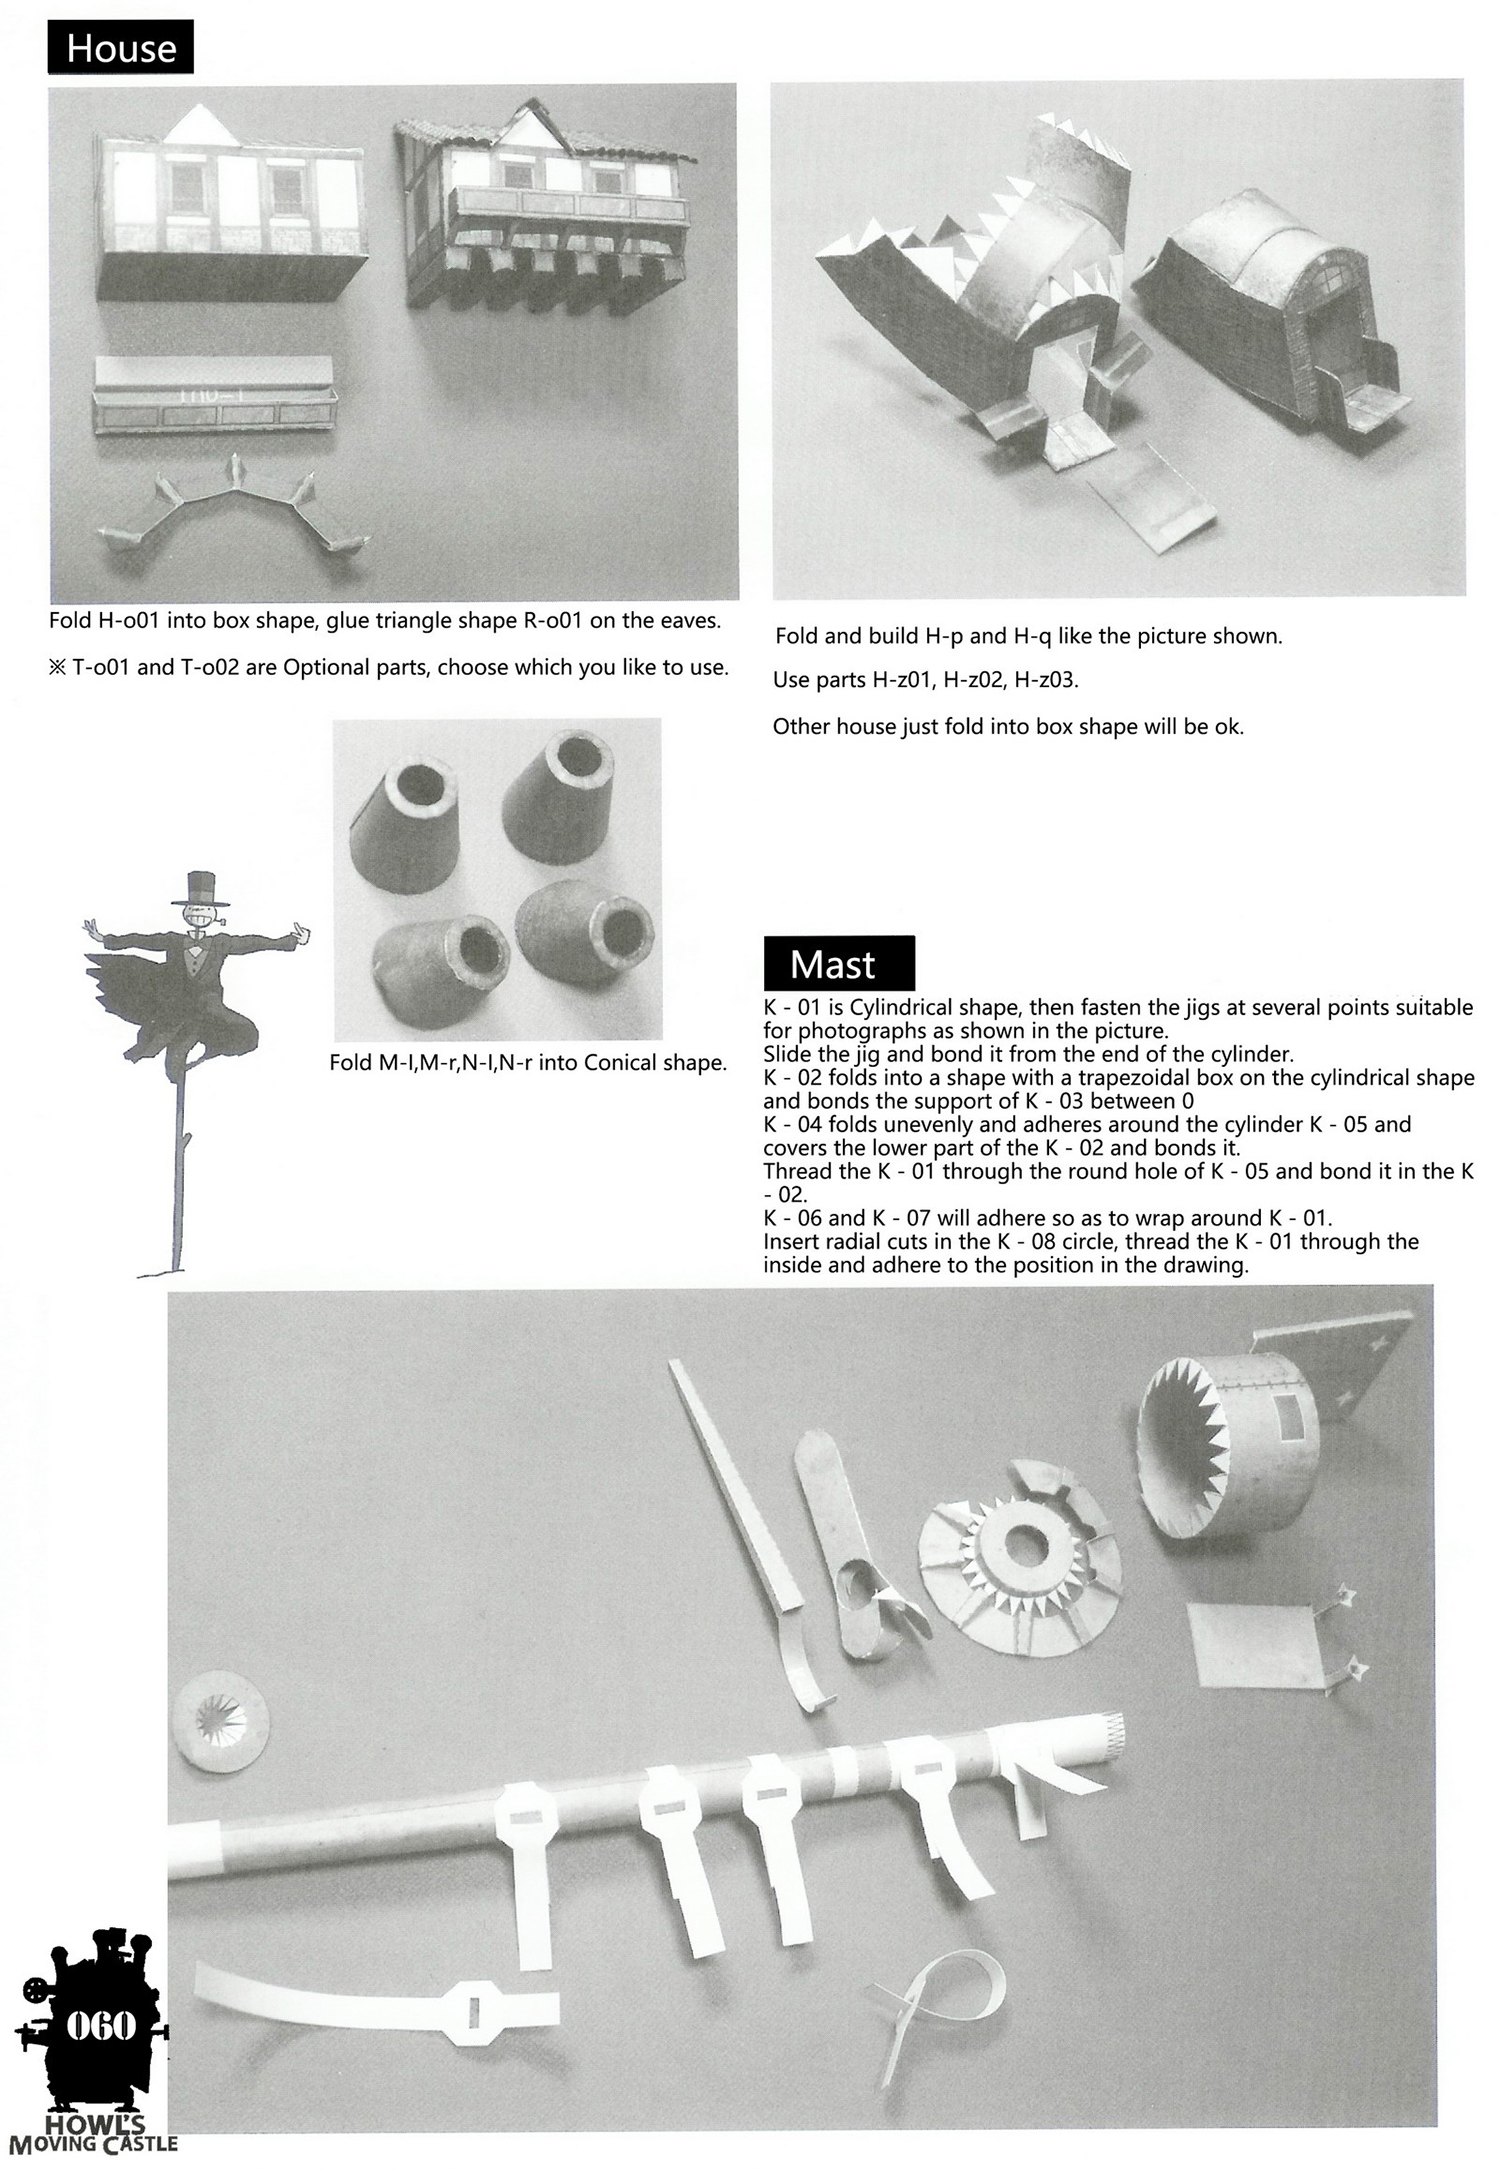 House
Fold H-o01 into box shape, glue triangle shape R-o01 on the eaves.
※ T-o01 and T-o02 are Optional parts, choose which you like to use.
Fold and build H-p and H-q like the picture shown.
Use parts H-z01, H-z02, H-z03.
Other house just fold into box shape will be ok.
Fold M-l,M-r,N-l,N-r into Conical shape.
Mast
K - 01 is Cylindrical shape, then fasten the jigs at several points suitable
for photographs as shown in the picture.
Slide the jig and bond it from the end of the cylinder.
K - 02 folds into a shape with a trapezoidal box on the cylindrical shape
and bonds the support of K - 03 between 0
K - 04 folds unevenly and adheres around the cylinder K - 05 and
covers the lower part of the K - 02 and bonds it.
Thread the K - 01 through the round hole of K - 05 and bond it in the K
- 02.
K - 06 and K - 07 will adhere so as to wrap around K - 01.
Insert radial cuts in the K - 08 circle, thread the K - 01 through the
inside and adhere to the position in the drawing.
060
HOWL'S
MOVING CASTLE